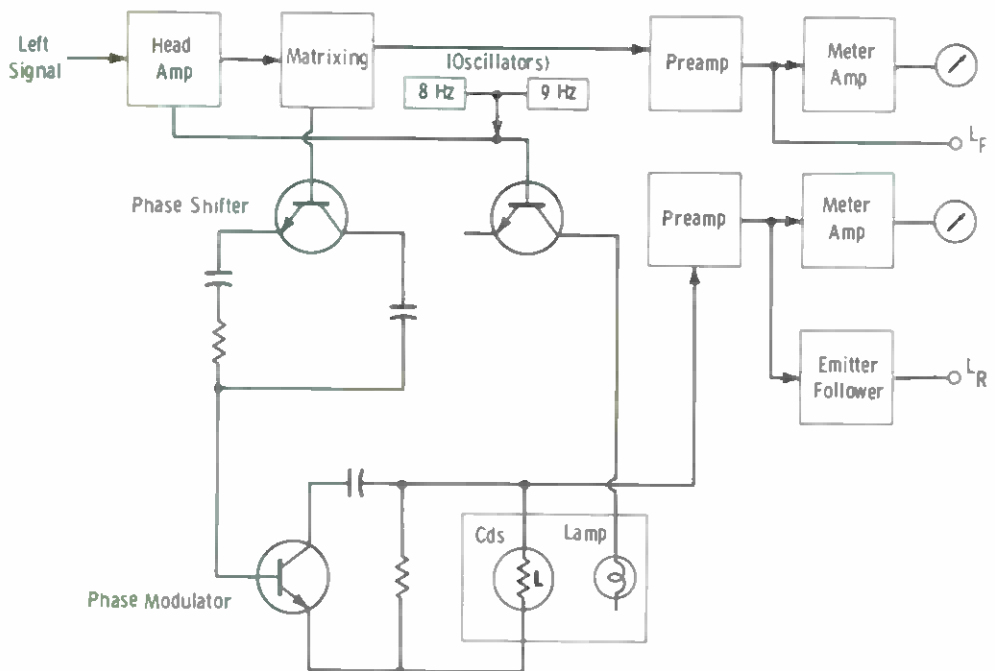 Left
Signal
Head
Amp
Matrixing
(Oscillators)
8 Hz
9 Hz
Preamp
Meter
Amp
LF
Phase Shifter
Preamp
Meter
Amp
Emitter
Follower
LR
Cds
Lamp
L
Phase Modulator